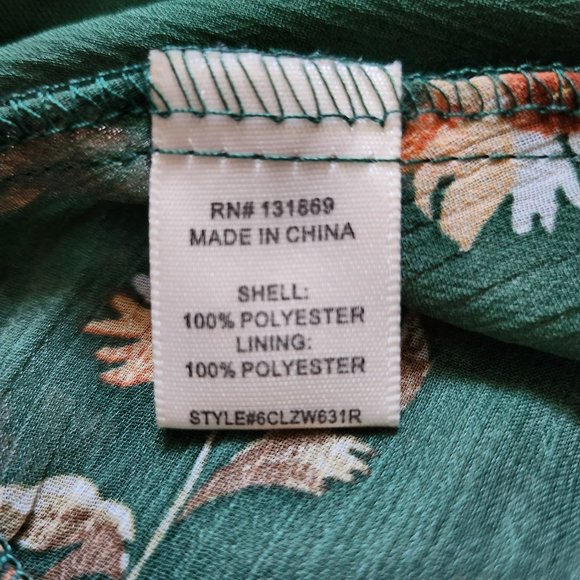 RN# 131869
MADE IN CHINA
SHELL:
100% POLYESTER
LINING:
100% POLYESTER
STYLE#6CLZW631R